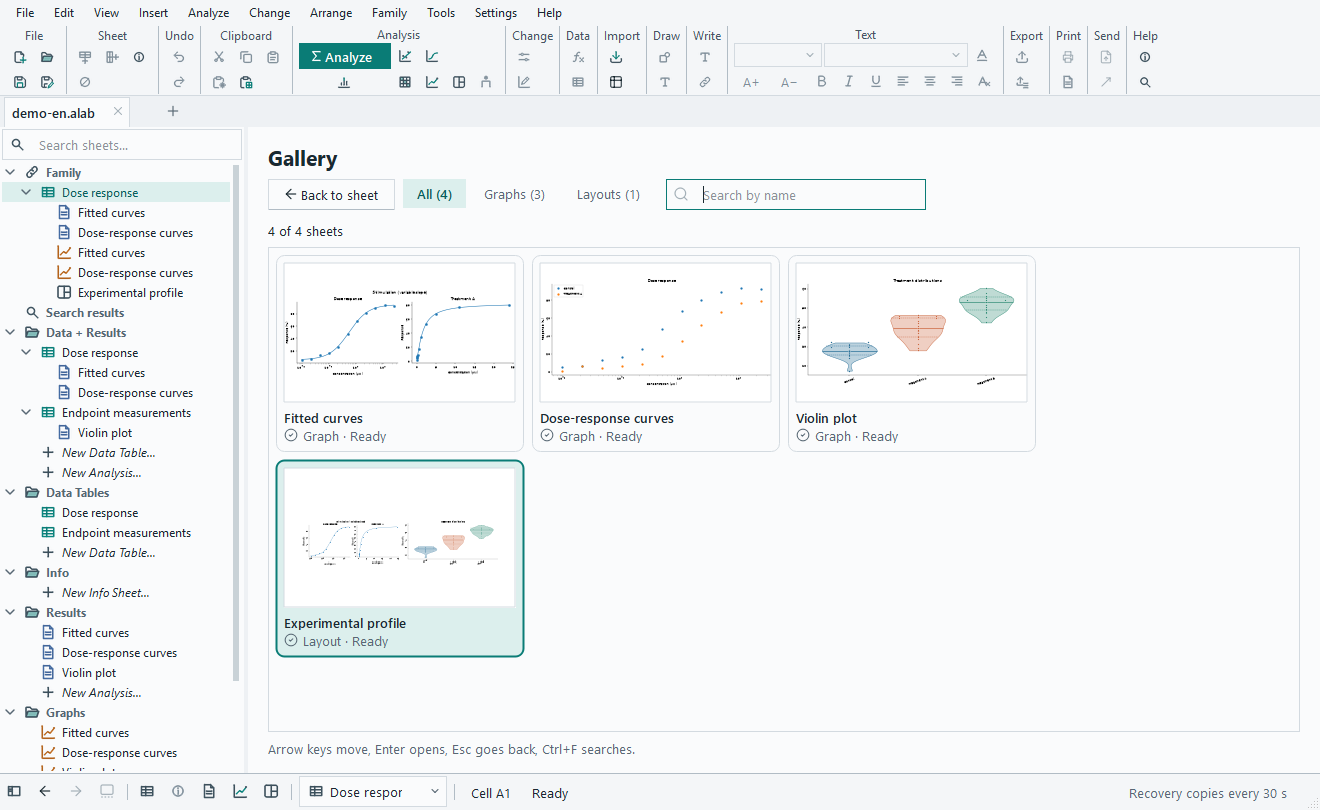 File Edit View Insert Analyze Change Arrange Family Tools Settings Help
File Sheet Undo Clipboard Analysis Change Data Import Draw Write Text Export Print Send Help
Σ Analyze
A+ A− B I U
demo-en.alab
Search sheets...
Family
Dose response
Fitted curves
Dose-response curves
Fitted curves
Dose-response curves
Experimental profile
Search results
Data + Results
Dose response
Fitted curves
Dose-response curves
Endpoint measurements
Violin plot
New Data Table...
New Analysis...
Data Tables
Dose response
Endpoint measurements
New Data Table...
Info
New Info Sheet...
Results
Fitted curves
Dose-response curves
Violin plot
New Analysis...
Graphs
Fitted curves
Dose-response curves
Gallery
Back to sheet All (4) Graphs (3) Layouts (1) Search by name
4 of 4 sheets
Dose response Treatment A
Dose response
Treatment distributions
Fitted curves
Graph · Ready
Dose-response curves
Graph · Ready
Violin plot
Graph · Ready
Experimental profile
Layout · Ready
Arrow keys move, Enter opens, Esc goes back, Ctrl+F searches.
Dose respor Cell A1 Ready Recovery copies every 30 s